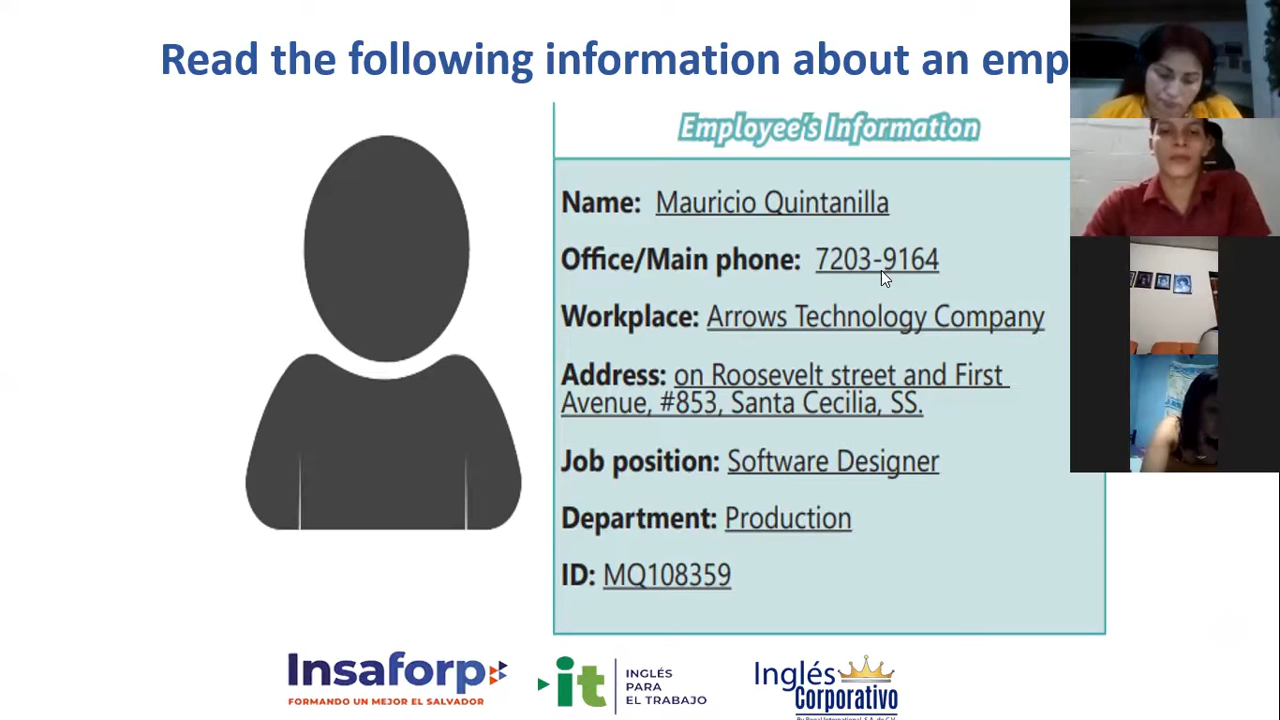 Read the following information about an emp
Employee's Information
Name: Mauricio Quintanilla
Office/Main phone: 7203-9164
Workplace: Arrows Technology Company
Address: on Roosevelt street and First
Avenue, #853, Santa Cecilia, SS.
Job position: Software Designer
Department: Production
ID: MQ108359
Insaforp
FORMANDO UN MEJOR EL SALVADOR
it
INGLÉS
PARA
EL TRABAJO
Inglés
Corporativo